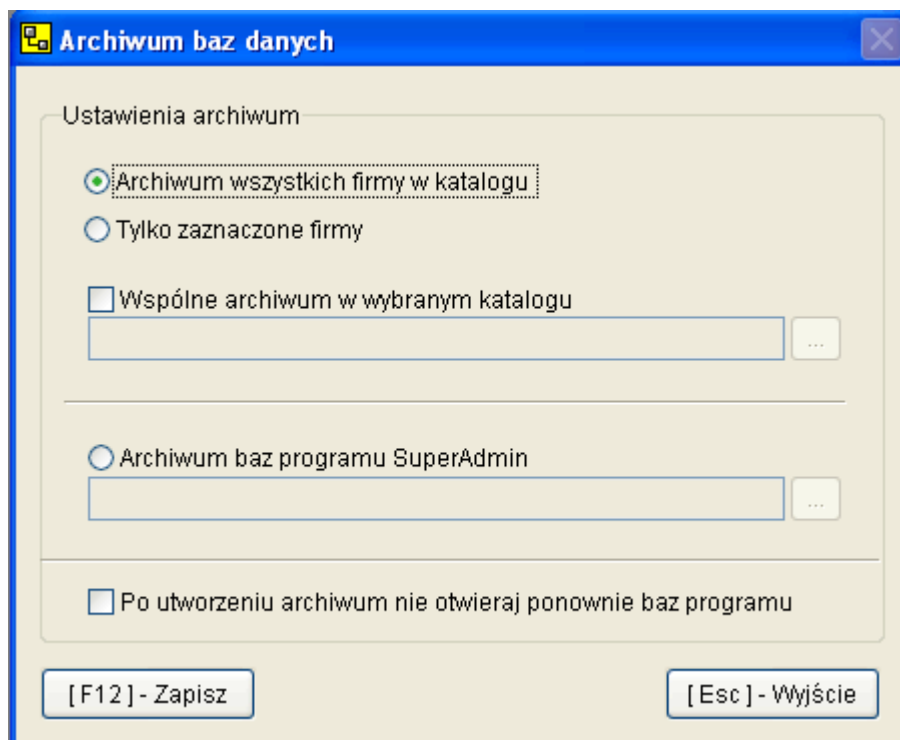 Archiwum baz danych
Ustawienia archiwum
Archiwum wszystkich firmy w katalogu
Tylko zaznaczone firmy
Wspólne archiwum w wybranym katalogu
...
Archiwum baz programu SuperAdmin
...
Po utworzeniu archiwum nie otwieraj ponownie baz programu
[ F12 ] - Zapisz
[ Esc ] - Wyjście